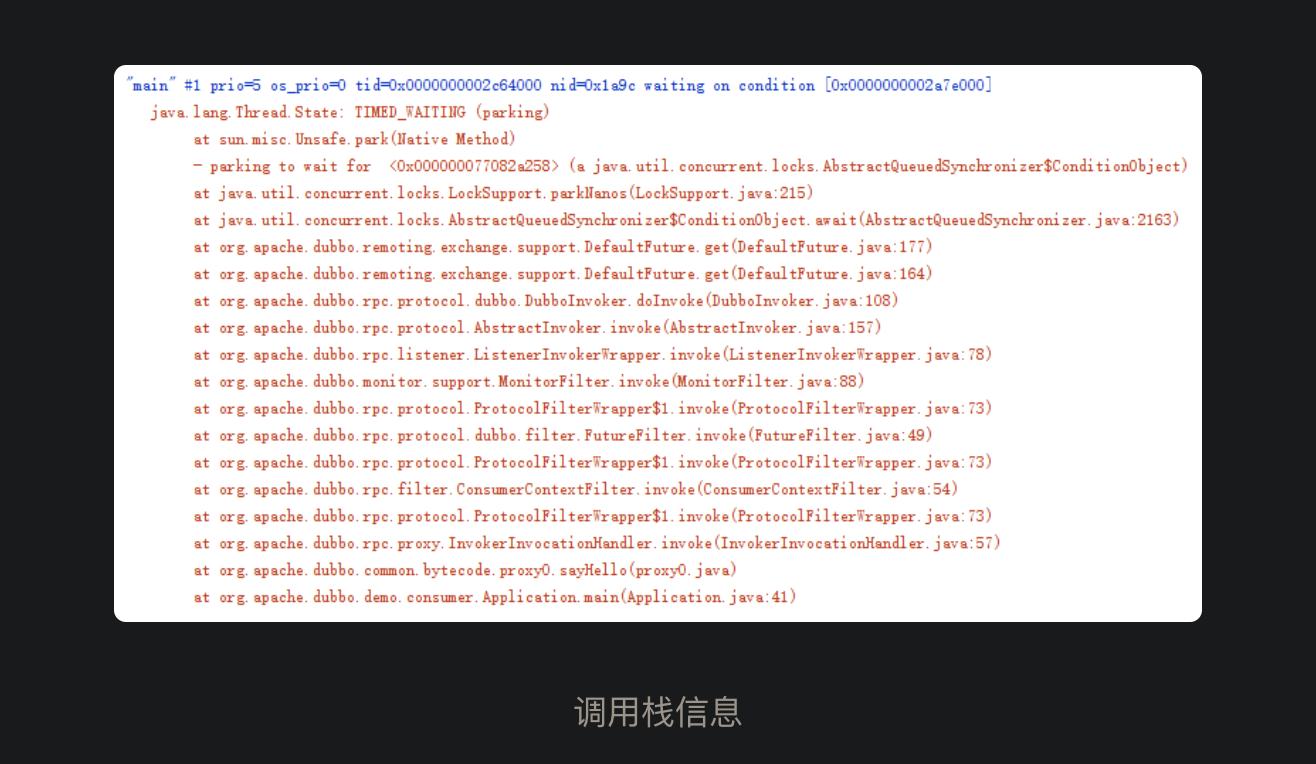 "main" #1 prio=5 os_prio=0 tid=0x0000000002c64000 nid=0x1a9c waiting on condition [0x0000000002a7e000]
java.lang.Thread.State: TIMED_WAITING (parking)
at sun.misc.Unsafe.park(Native Method)
- parking to wait for <0x000000077082a258> (a java.util.concurrent.locks.AbstractQueuedSynchronizer$ConditionObject)
at java.util.concurrent.locks.LockSupport.parkNanos(LockSupport.java:215)
at java.util.concurrent.locks.AbstractQueuedSynchronizer$ConditionObject.await(AbstractQueuedSynchronizer.java:2163)
at org.apache.dubbo.remoting.exchange.support.DefaultFuture.get(DefaultFuture.java:177)
at org.apache.dubbo.remoting.exchange.support.DefaultFuture.get(DefaultFuture.java:164)
at org.apache.dubbo.rpc.protocol.dubbo.DubboInvoker.doInvoke(DubboInvoker.java:108)
at org.apache.dubbo.rpc.protocol.AbstractInvoker.invoke(AbstractInvoker.java:157)
at org.apache.dubbo.rpc.listener.ListenerInvokerWrapper.invoke(ListenerInvokerWrapper.java:78)
at org.apache.dubbo.monitor.support.MonitorFilter.invoke(MonitorFilter.java:88)
at org.apache.dubbo.rpc.protocol.ProtocolFilterWrapper$1.invoke(ProtocolFilterWrapper.java:73)
at org.apache.dubbo.rpc.protocol.dubbo.filter.FutureFilter.invoke(FutureFilter.java:49)
at org.apache.dubbo.rpc.protocol.ProtocolFilterWrapper$1.invoke(ProtocolFilterWrapper.java:73)
at org.apache.dubbo.rpc.filter.ConsumerContextFilter.invoke(ConsumerContextFilter.java:54)
at org.apache.dubbo.rpc.protocol.ProtocolFilterWrapper$1.invoke(ProtocolFilterWrapper.java:73)
at org.apache.dubbo.rpc.proxy.InvokerInvocationHandler.invoke(InvokerInvocationHandler.java:57)
at org.apache.dubbo.common.bytecode.proxy0.sayHello(proxy0.java)
at org.apache.dubbo.demo.consumer.Application.main(Application.java:41)
调用栈信息